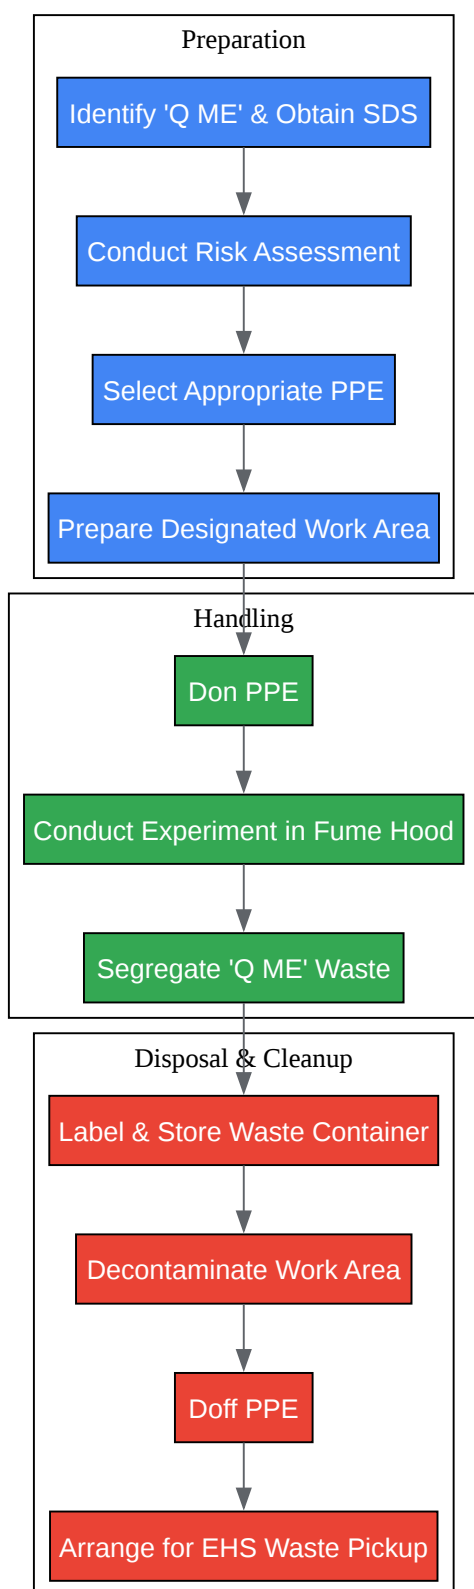 Preparation
Identify 'Q ME' & Obtain SDS
Conduct Risk Assessment
Select Appropriate PPE
Prepare Designated Work Area
Handling
Don PPE
Conduct Experiment in Fume Hood
Segregate 'Q ME' Waste
Disposal & Cleanup
Label & Store Waste Container
Decontaminate Work Area
Doff PPE
Arrange for EHS Waste Pickup